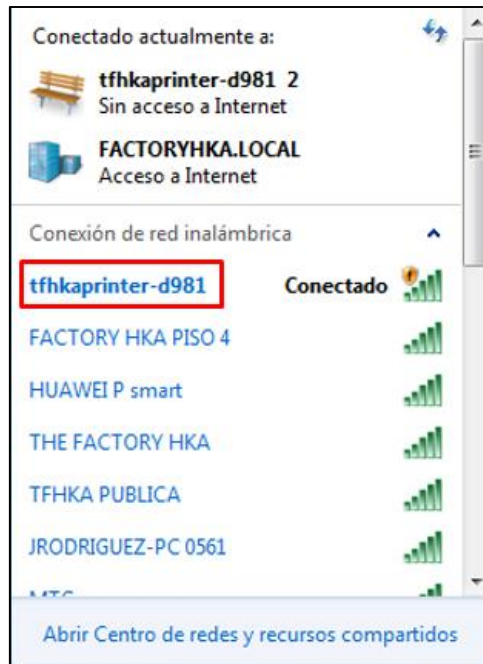 Conectado actualmente a:
tfhkaprinter-d981 2
Sin acceso a Internet
FACTORYHKA.LOCAL
Acceso a Internet
Conexión de red inalámbrica
tfhkaprinter-d981 Conectado
FACTORY HKA PISO 4
HUAWEI P smart
THE FACTORY HKA
TFHKA PUBLICA
JRODRIGUEZ-PC 0561
Abrir Centro de redes y recursos compartidos